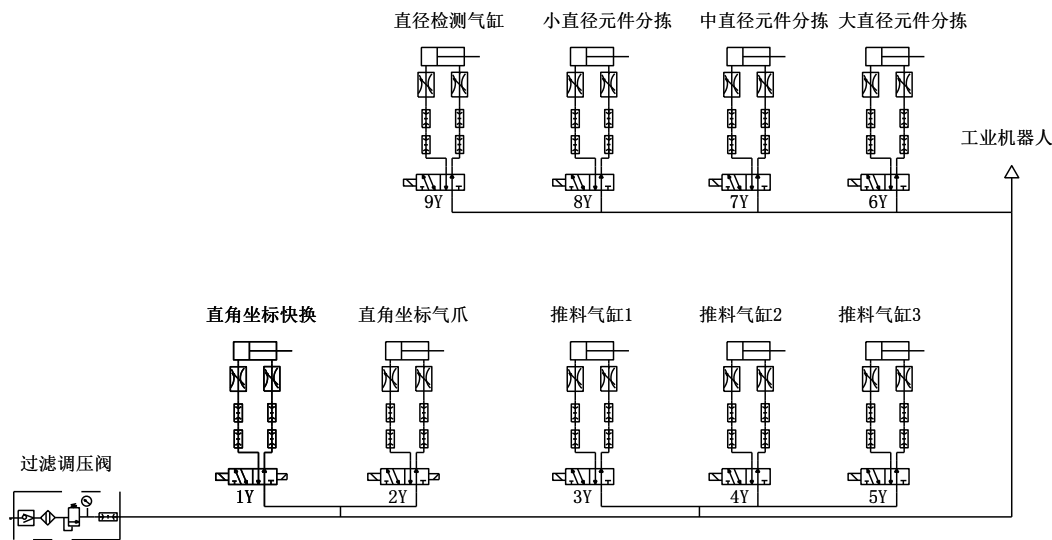 直径检测气缸 小直径元件分拣 中直径元件分拣 大直径元件分拣
工业机器人
9Y 8Y 7Y 6Y
直角坐标快换 直角坐标气爪 推料气缸1 推料气缸2 推料气缸3
过滤调压阀
1Y 2Y 3Y 4Y 5Y